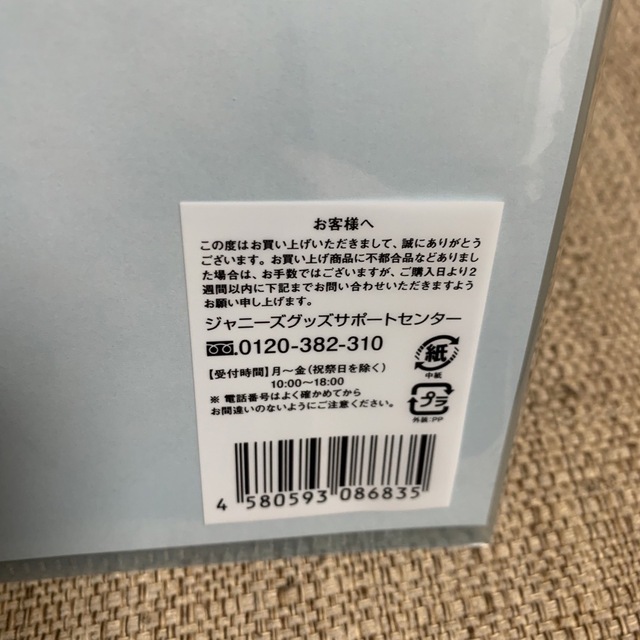 お客様へ
この度はお買い上げいただきまして、誠にありがとう
ございます。お買い上げ商品に不都合品などありまし
た場合は、お手数ではございますが、ご購入日より2
週間以内に下記までお問い合わせいただきますよう
お願い申し上げます。
ジャニーズグッズサポートセンター
0120-382-310
【受付時間】月〜金(祝祭日を除く)
10:00〜18:00
※ 電話番号はよく確かめてから
お間違いのないようにご注意ください。
紙
中紙
プラ
外装:PP
4 580593 086835